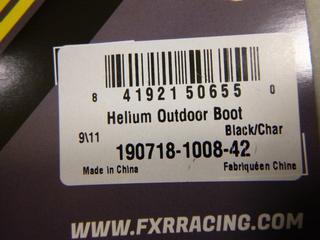 8 41921 50655 0
Helium Outdoor Boot
9\11 Black/Char
190718-1008-42
Made in China Fabriquéen Chine
WWW.FXRRACING.COM